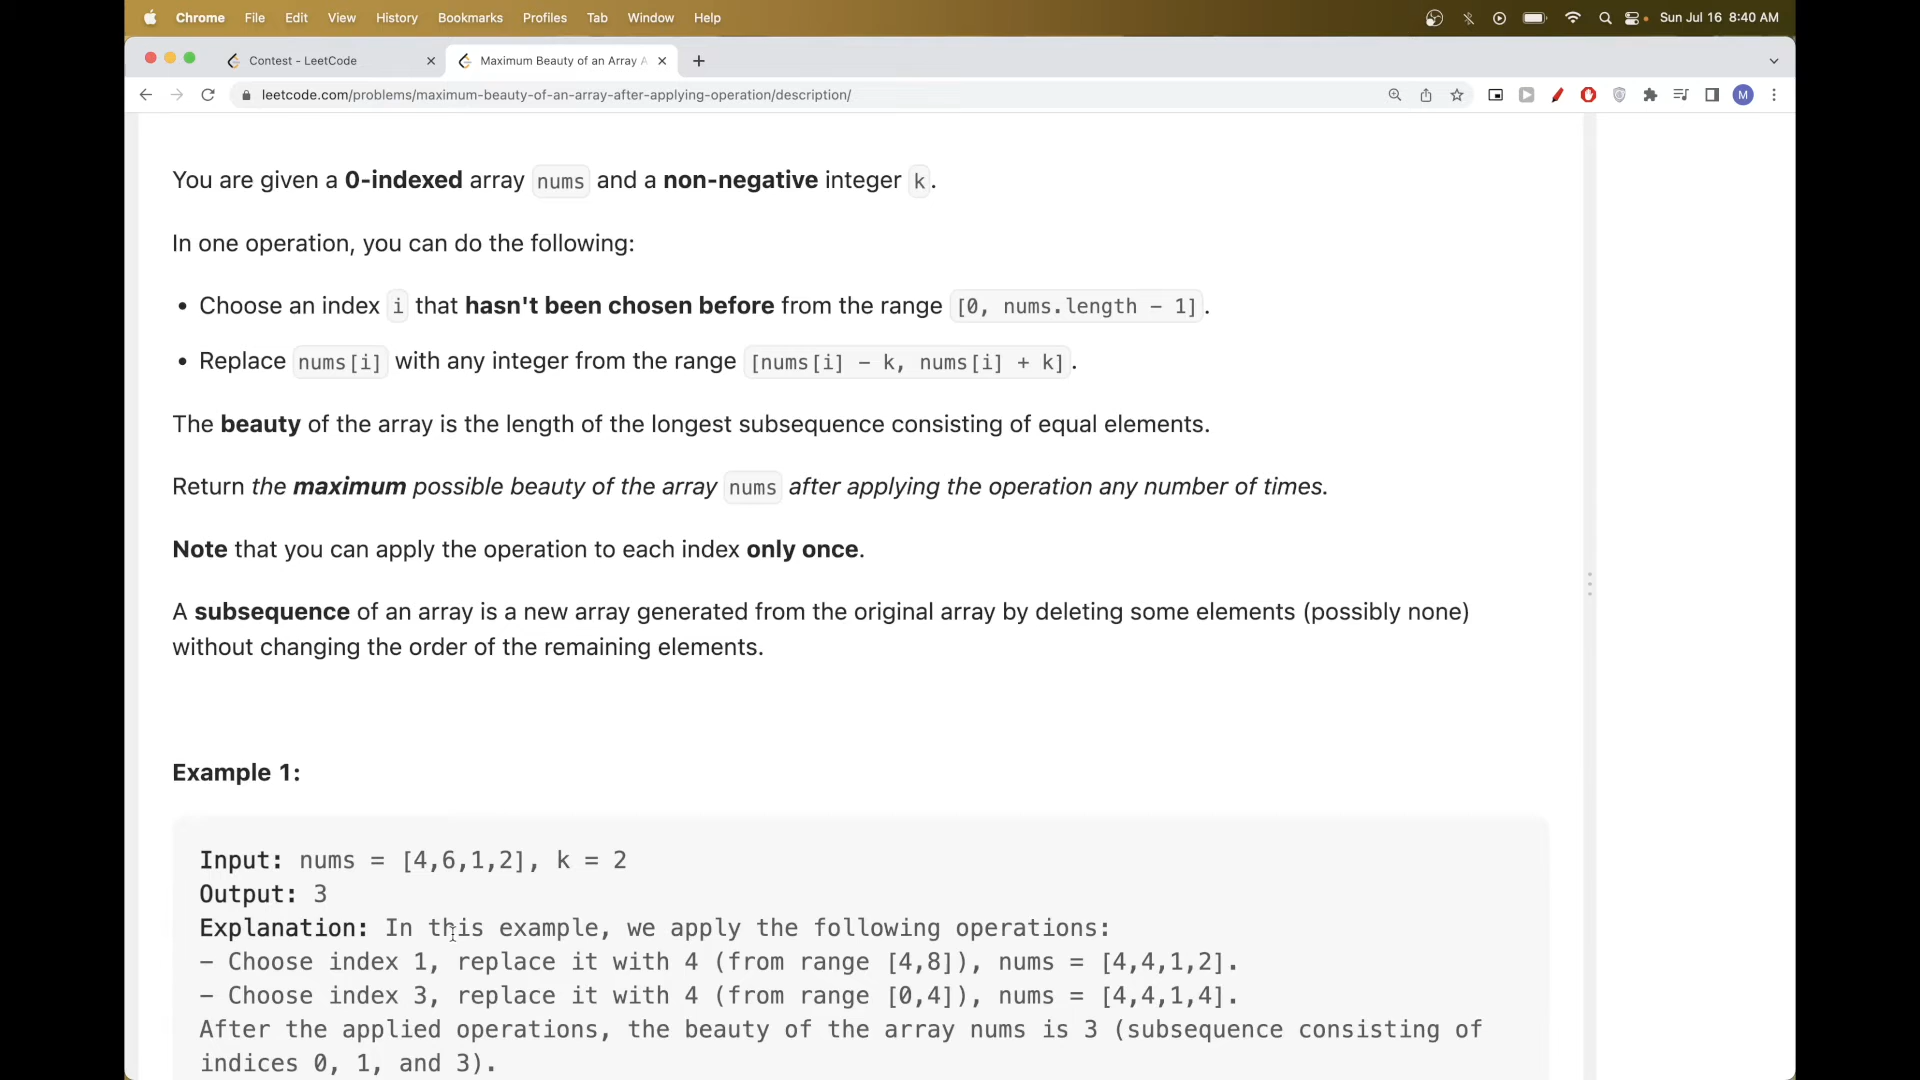 Chrome File Edit View History Bookmarks Profiles Tab Window Help Sun Jul 16 8:40 AM
Contest - LeetCode Maximum Beauty of an Array A
leetcode.com/problems/maximum-beauty-of-an-array-after-applying-operation/description/ M
You are given a 0-indexed array nums and a non-negative integer k.
In one operation, you can do the following:
• Choose an index i that hasn't been chosen before from the range [0, nums.length - 1].
• Replace nums[i] with any integer from the range [nums[i] - k, nums[i] + k].
The beauty of the array is the length of the longest subsequence consisting of equal elements.
Return the maximum possible beauty of the array nums after applying the operation any number of times.
Note that you can apply the operation to each index only once.
A subsequence of an array is a new array generated from the original array by deleting some elements (possibly none)
without changing the order of the remaining elements.
Example 1:
Input: nums = [4,6,1,2], k = 2
Output: 3
Explanation: In this example, we apply the following operations:
- Choose index 1, replace it with 4 (from range [4,8]), nums = [4,4,1,2].
- Choose index 3, replace it with 4 (from range [0,4]), nums = [4,4,1,4].
After the applied operations, the beauty of the array nums is 3 (subsequence consisting of
indices 0, 1, and 3).